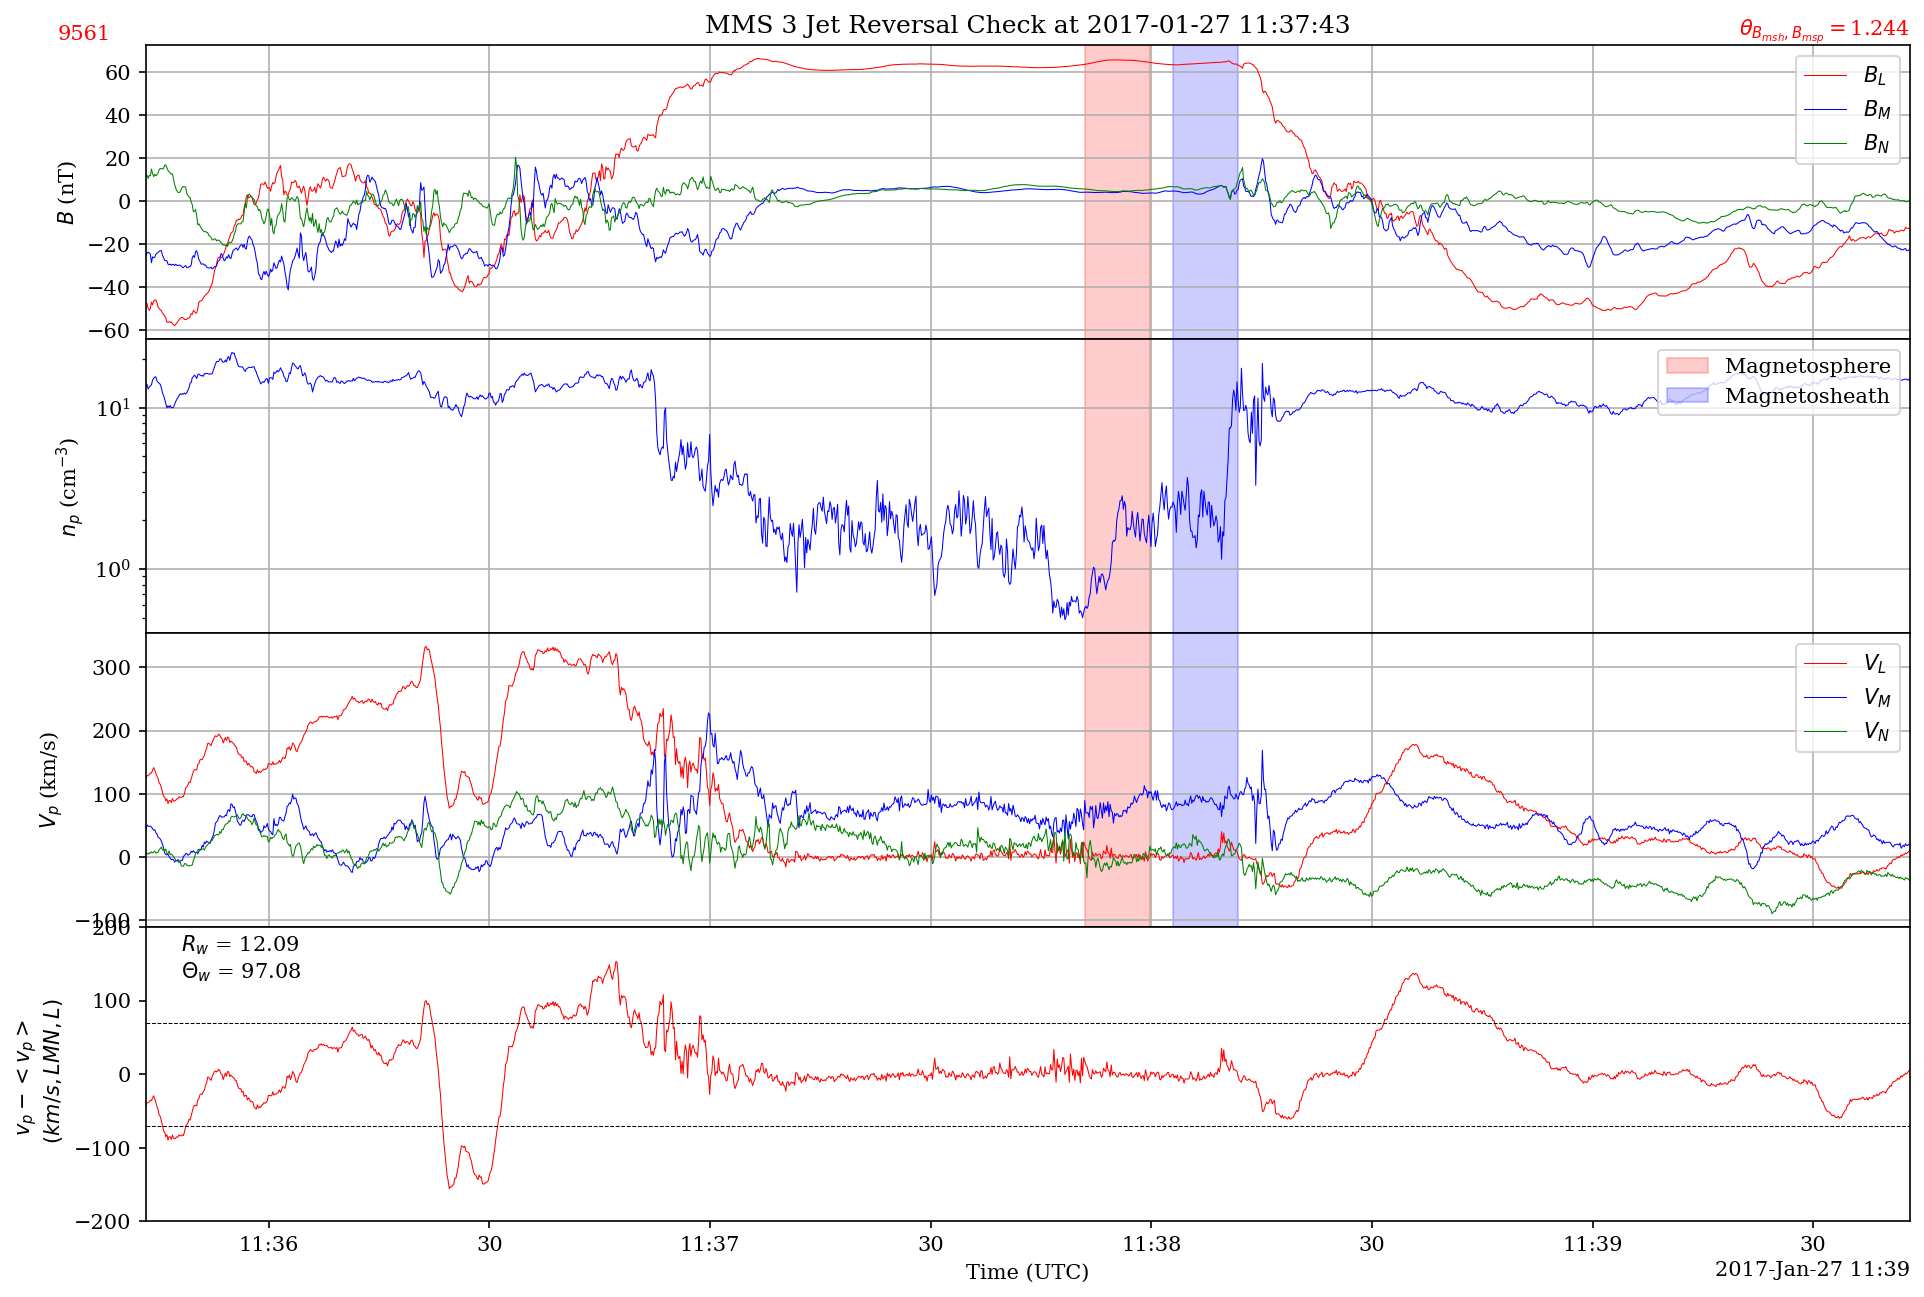 MMS 3 Jet Reversal Check at 2017-01-27 11:37:43
9561
θ_{B_{msh}, B_{msp}} = 1.244
60
40
20
0
−20
−40
−60
B (nT)
B_L
B_M
B_N
10^1
10^0
n_p (cm^{−3})
Magnetosphere
Magnetosheath
300
200
100
0
−100
V_p (km/s)
V_L
V_M
V_N
200
100
0
−100
−200
v_p − < v_p >
(km/s, LMN, L)
R_w = 12.09
Θ_w = 97.08
11:36 30 11:37 30 11:38 30 11:39 30
Time (UTC)
2017-Jan-27 11:39